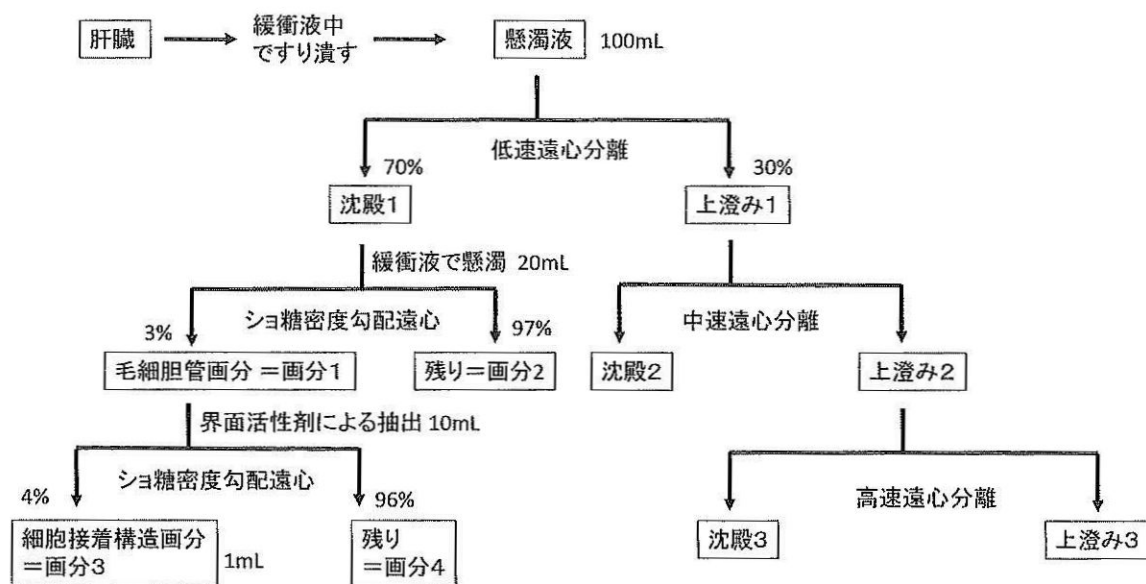 肝臓
緩衝液中
ですり潰す
懸濁液 100mL
低速遠心分離
70%
30%
沈殿1
上澄み1
緩衝液で懸濁 20mL
ショ糖密度勾配遠心
中速遠心分離
3%
97%
毛細胆管画分 =画分1
残り=画分2
沈殿2
上澄み2
界面活性剤による抽出 10mL
ショ糖密度勾配遠心
高速遠心分離
4%
96%
細胞接着構造画分
=画分3
1mL
残り
=画分4
沈殿3
上澄み3